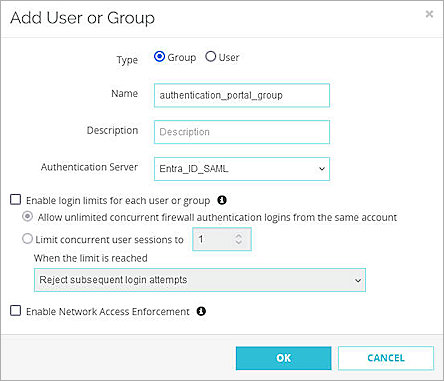 Add User or Group
×
Type Group User
Name authentication_portal_group
Description Description
Authentication Server Entra_ID_SAML
Enable login limits for each user or group
Allow unlimited concurrent firewall authentication logins from the same account
Limit concurrent user sessions to 1
When the limit is reached
Reject subsequent login attempts
Enable Network Access Enforcement
OK CANCEL